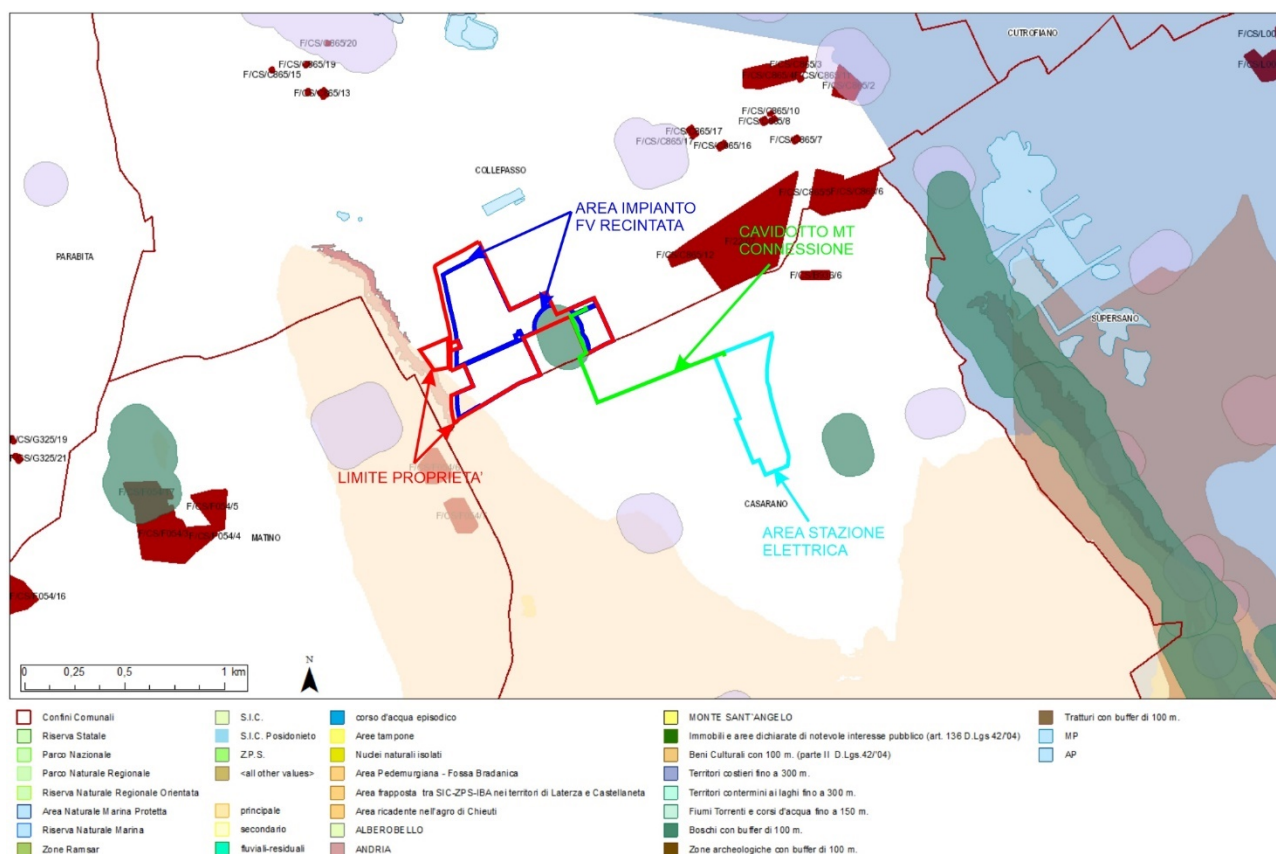 CUTROFIANO
F/CS/C865/20
F/CS/C865/19
F/CS/C865/15
F/CS/C865/13
F/CS/C865/10
F/CS/C865/17
F/CS/C865/17
F/CS/C865/7
F/CS/C865/16
COLLEPASSO
PARABITA
AREA IMPIANTO
FV RECINTATA
CAVIDOTTO MT
CONNESSIONE
SUPERSANO
F/CS/G325/19
F/CS/G325/21
LIMITE PROPRIETA'
CASARANO
AREA STAZIONE
ELETTRICA
MATINO
0 0,25 0,5 1 km
N
Confini Comunali
Riserva Statale
Parco Nazionale
Parco Naturale Regionale
Riserva Naturale Regionale Orientata
Area Naturale Marina Protetta
Riserva Naturale Marina
Zone Ramsar
S.I.C.
S.I.C. Posidonieto
Z.P.S.
<all other values>
principale
secondario
fluviali-residuali
corso d'acqua episodico
Aree tampone
Nuclei naturali isolati
Area Pedemurgiana - Fossa Bradanica
Area frapposta tra SIC-ZPS-IBA nei territori di Laterza e Castellaneta
Area ricadente nell'agro di Chieuti
ALBEROBELLO
ANDRIA
MONTE SANT'ANGELO
Immobili e aree dichiarate di notevole interesse pubblico (art. 136 D.Lgs 42/'04)
Beni Culturali con 100 m. (parte II D.Lgs.42/'04)
Territori costieri fino a 300 m.
Territori contermini ai laghi fino a 300 m.
Fiumi Torrenti e corsi d'acqua fino a 150 m.
Boschi con buffer di 100 m.
Zone archeologiche con buffer di 100 m.
Tratturi con buffer di 100 m.
MP
AP